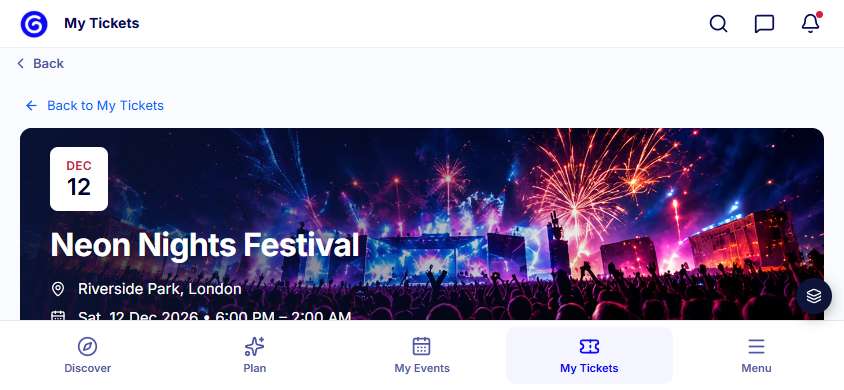 My Tickets
Back
Back to My Tickets
DEC
12
Neon Nights Festival
Riverside Park, London
Sat, 12 Dec 2026 • 6:00 PM – 2:00 AM
Discover
Plan
My Events
My Tickets
Menu